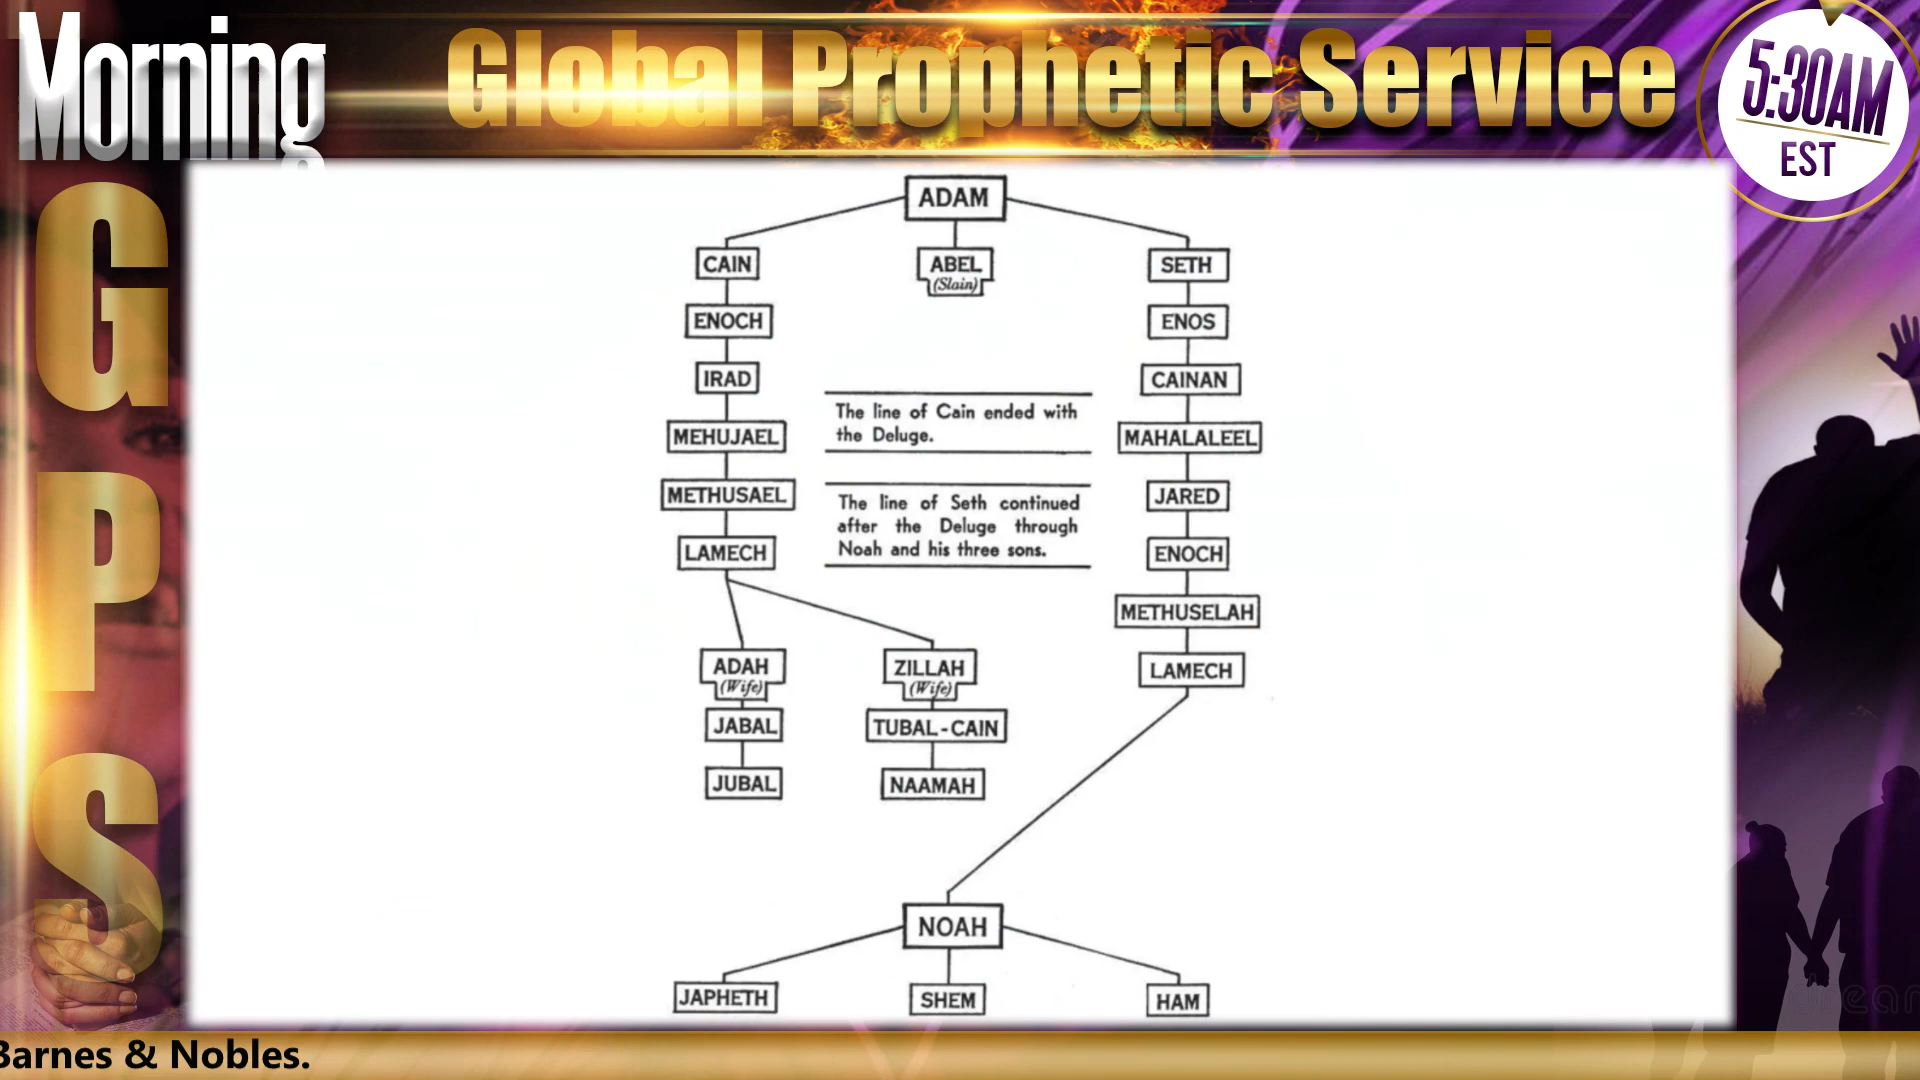 Morning
Global Prophetic Service
5:30AM
EST
G
P
S
ADAM
CAIN
ABEL
(Slain)
SETH
ENOCH
ENOS
IRAD
CAINAN
The line of Cain ended with
the Deluge.
MEHUJAEL
MAHALALEEL
METHUSAEL
JARED
The line of Seth continued
after the Deluge through
Noah and his three sons.
LAMECH
ENOCH
METHUSELAH
ADAH
(Wife)
ZILLAH
(Wife)
LAMECH
JABAL
TUBAL-CAIN
JUBAL
NAAMAH
NOAH
JAPHETH
SHEM
HAM
Barnes & Nobles.